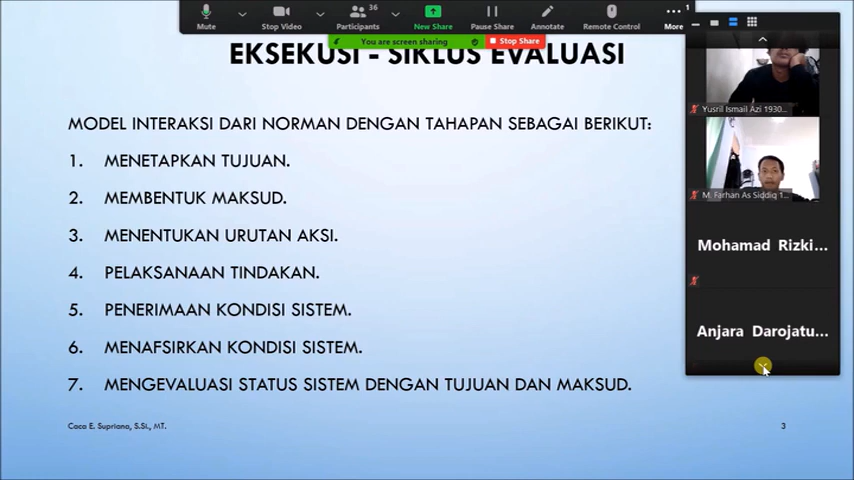 36
1
Mute
Stop Video
Participants
New Share
Pause Share
Annotate
Remote Control
More
You are screen sharing
Stop Share
EKSEKUSI - SIKLUS EVALUASI
MODEL INTERAKSI DARI NORMAN DENGAN TAHAPAN SEBAGAI BERIKUT:
1. MENETAPKAN TUJUAN.
2. MEMBENTUK MAKSUD.
3. MENENTUKAN URUTAN AKSI.
4. PELAKSANAAN TINDAKAN.
5. PENERIMAAN KONDISI SISTEM.
6. MENAFSIRKAN KONDISI SISTEM.
7. MENGEVALUASI STATUS SISTEM DENGAN TUJUAN DAN MAKSUD.
Caca E. Supriana, S.Si., MT.
3
Yusril Ismail Azi 1930...
M. Farhan As Siddiq 1...
Mohamad Rizki...
Anjara Darojatu...